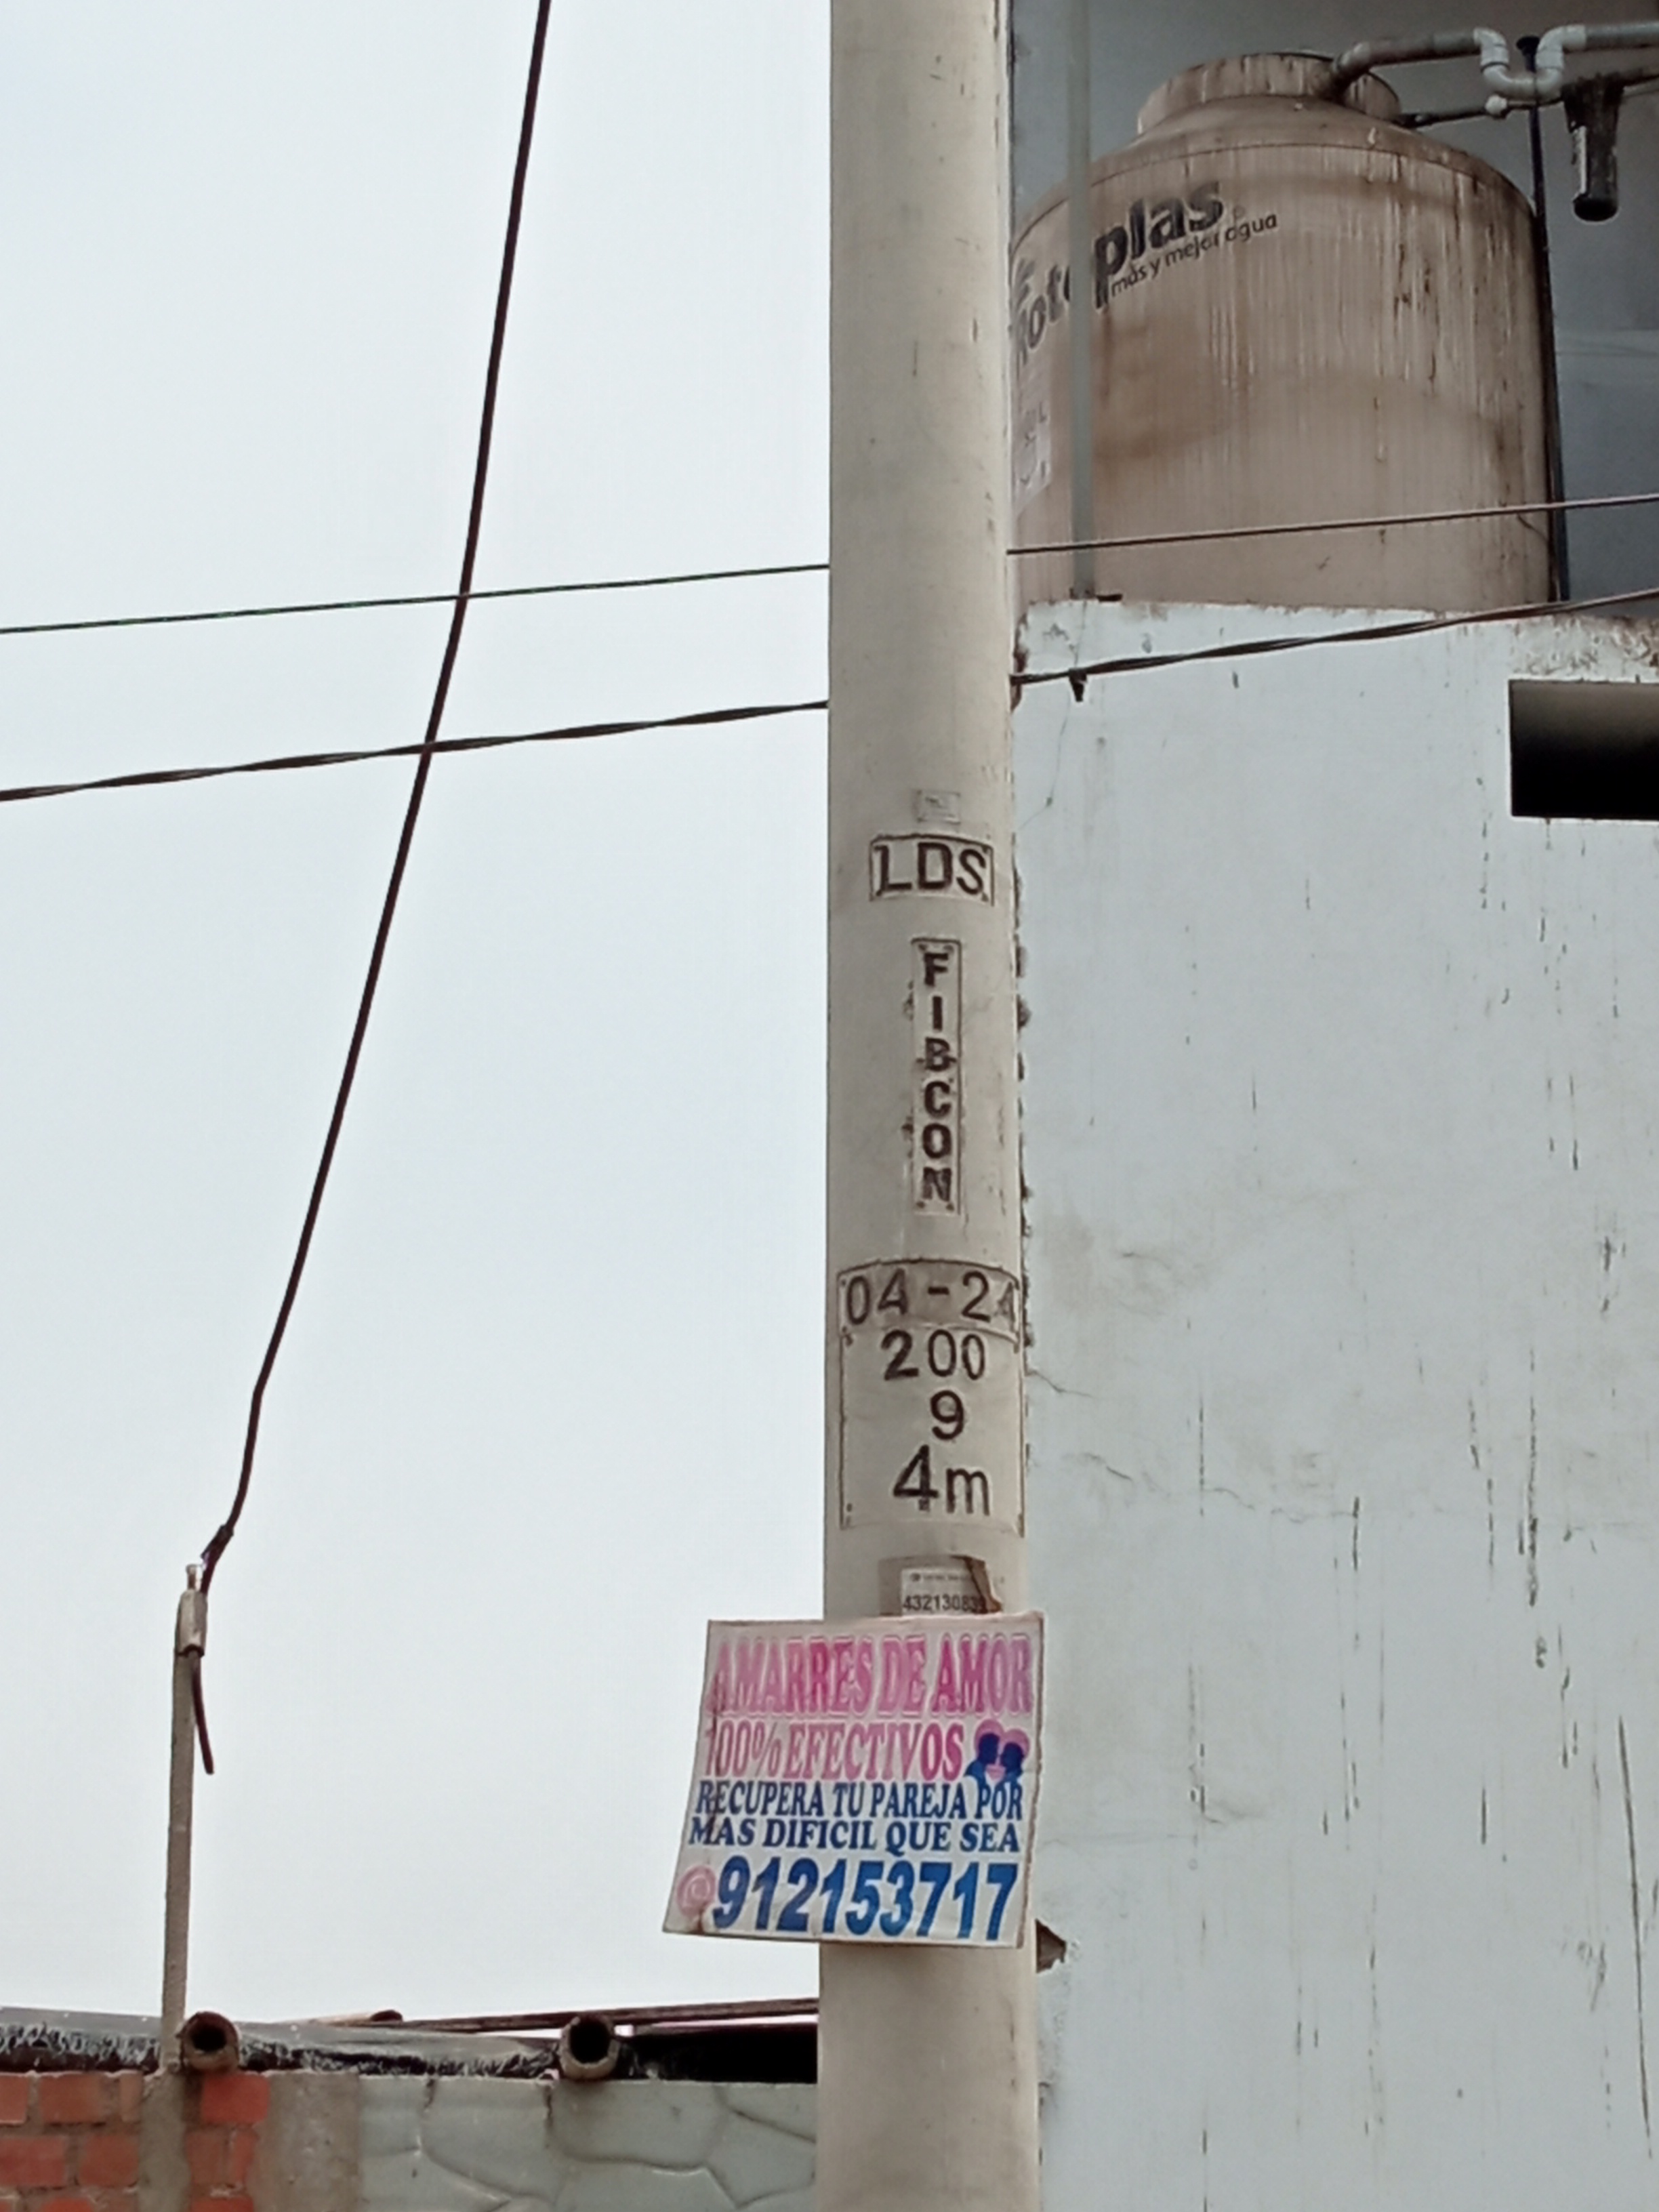 Rotoplas
más y mejor agua
LDS
FIBCON
04-24
200
9
4m
AMARRES DE AMOR
100% EFECTIVOS
RECUPERA TU PAREJA POR
MAS DIFICIL QUE SEA
912153717